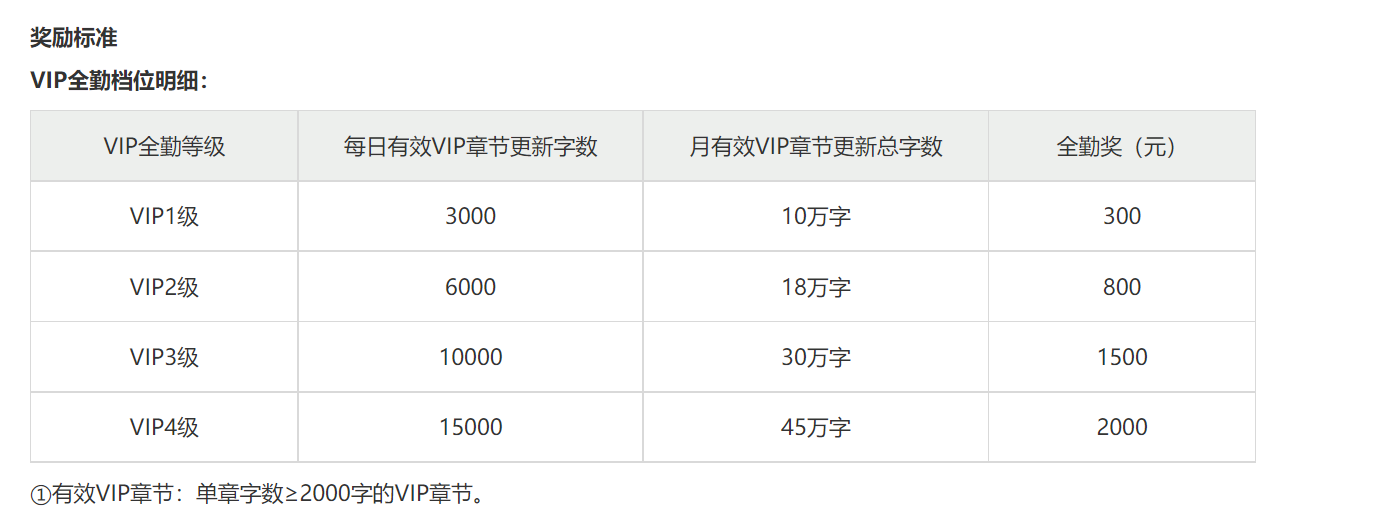 奖励标准
VIP全勤档位明细：
VIP全勤等级 每日有效VIP章节更新字数 月有效VIP章节更新总字数 全勤奖（元）
VIP1级 3000 10万字 300
VIP2级 6000 18万字 800
VIP3级 10000 30万字 1500
VIP4级 15000 45万字 2000
①有效VIP章节：单章字数≥2000字的VIP章节。